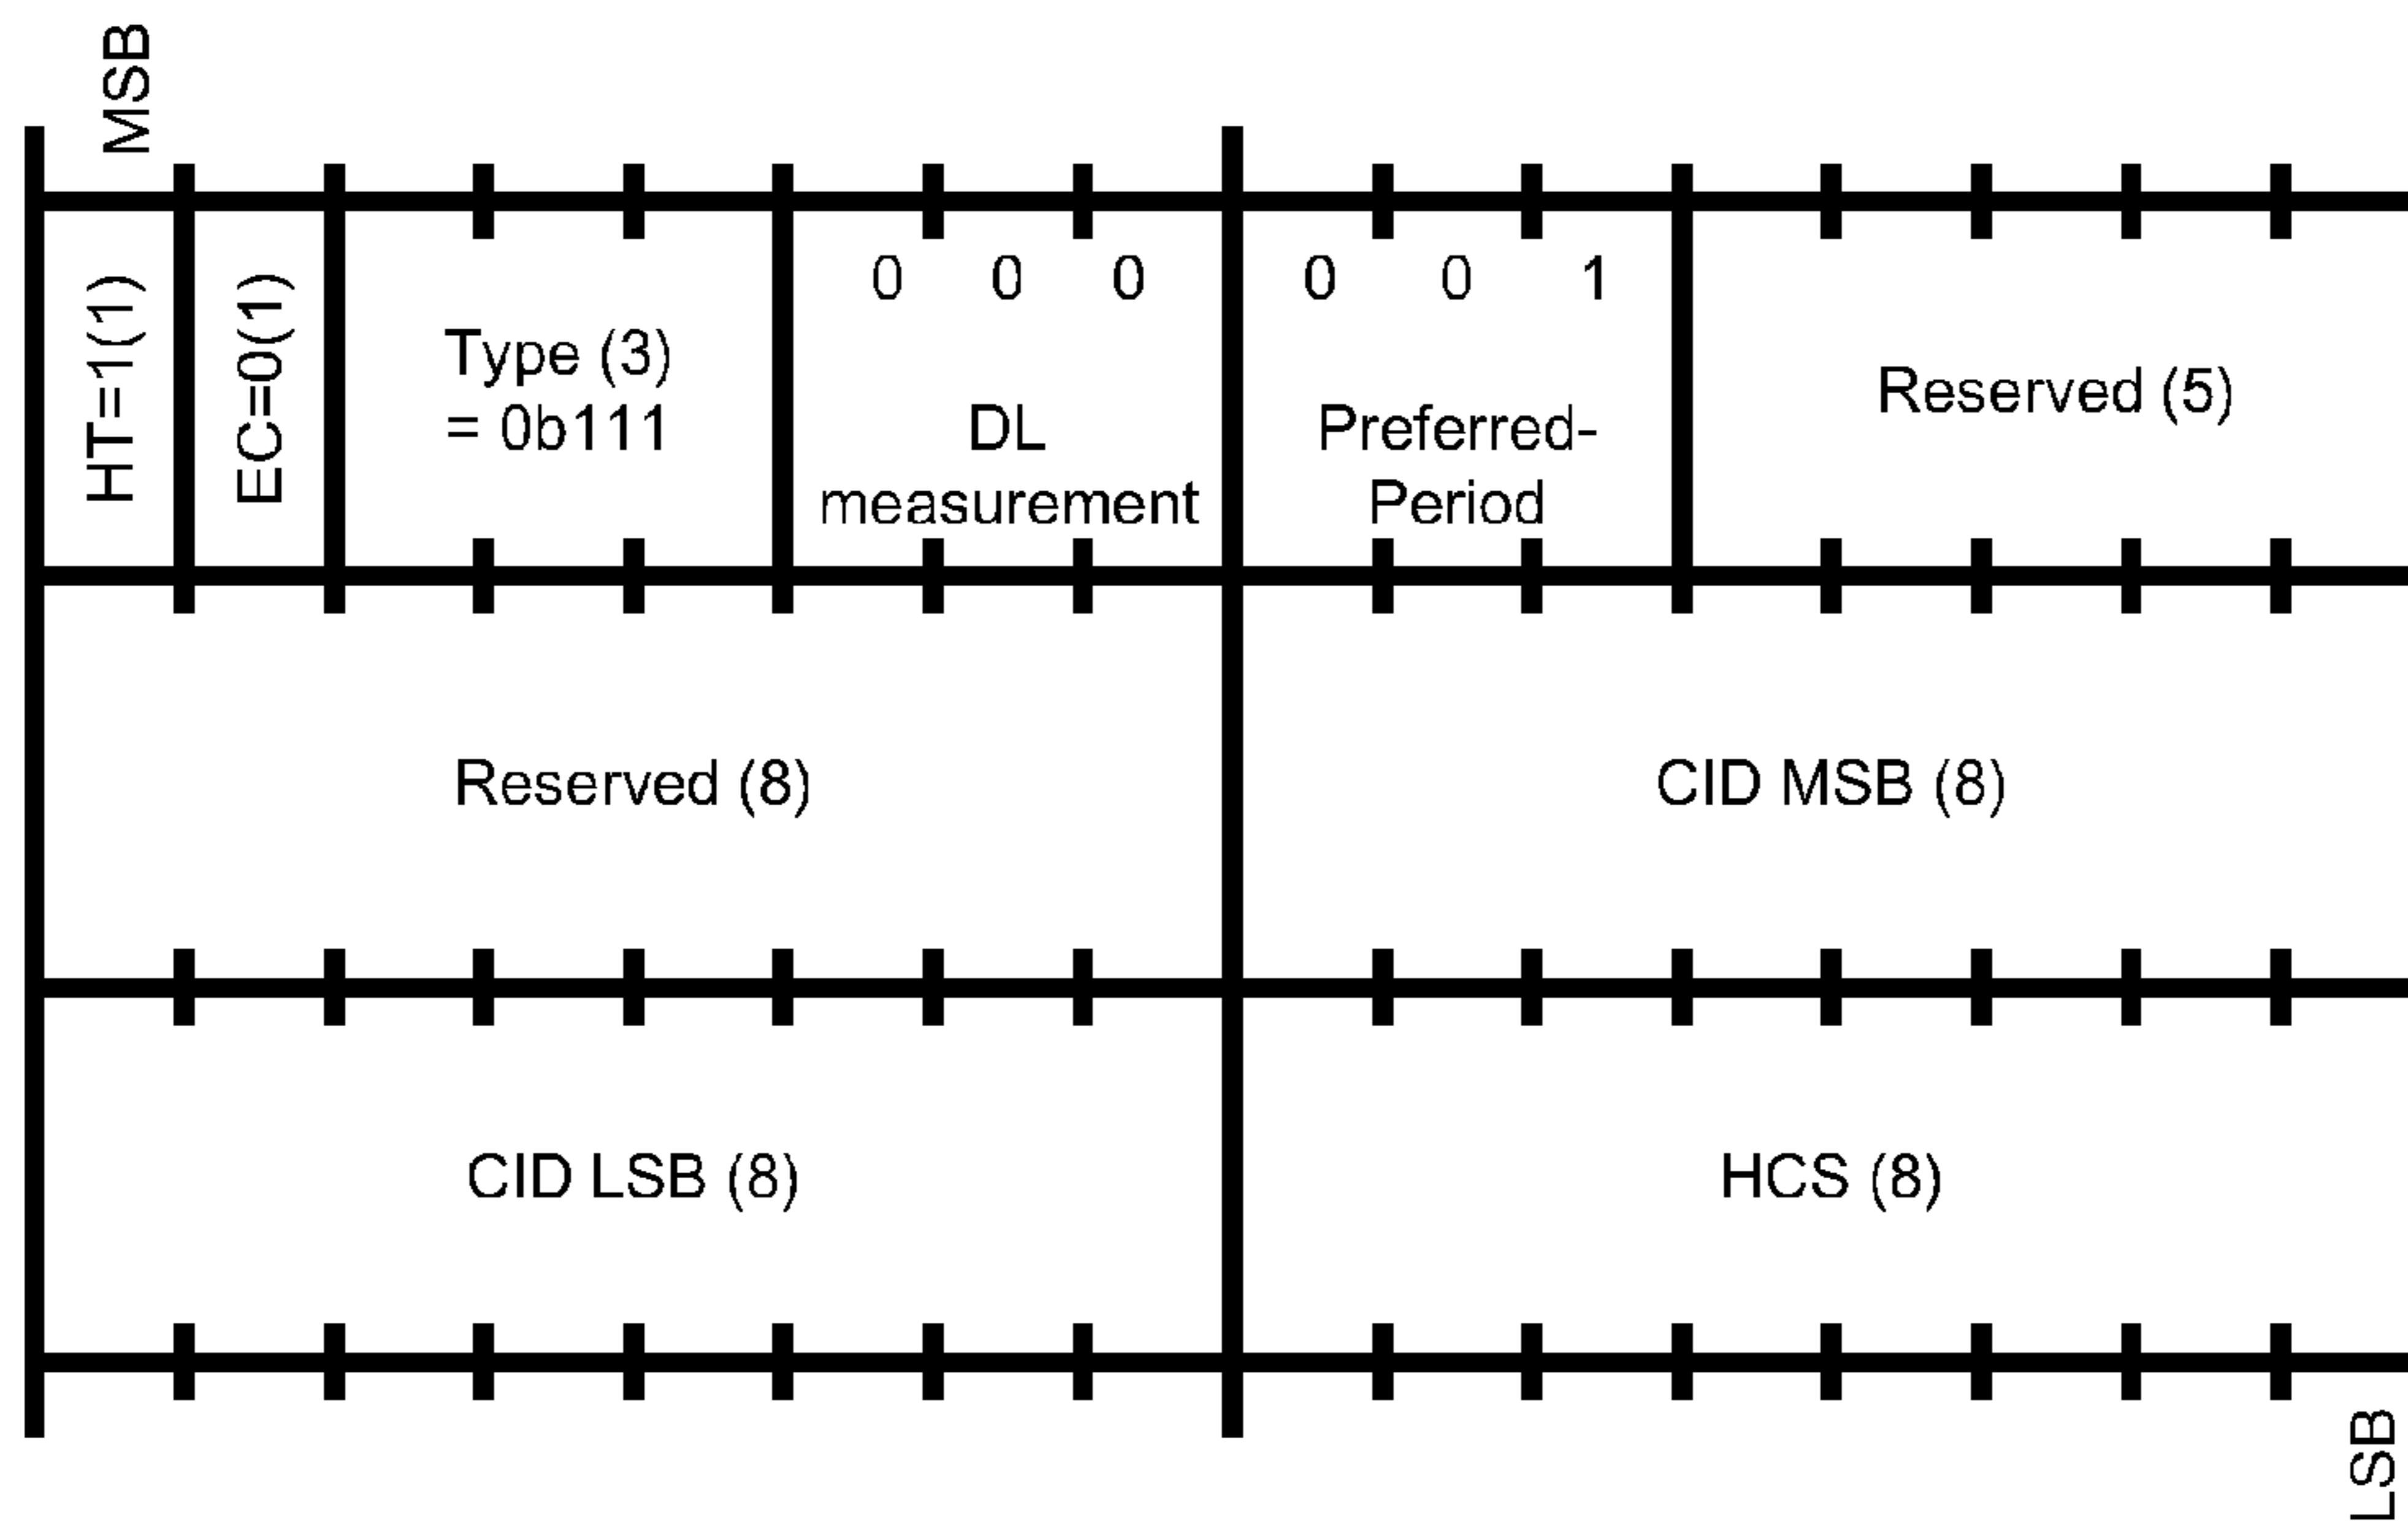 MSB
HT=1(1)
EC=0(1)
Type (3)
= 0b111
0 0 0
DL
measurement
0 0 1
Preferred-
Period
Reserved (5)
Reserved (8)
CID MSB (8)
CID LSB (8)
HCS (8)
LSB